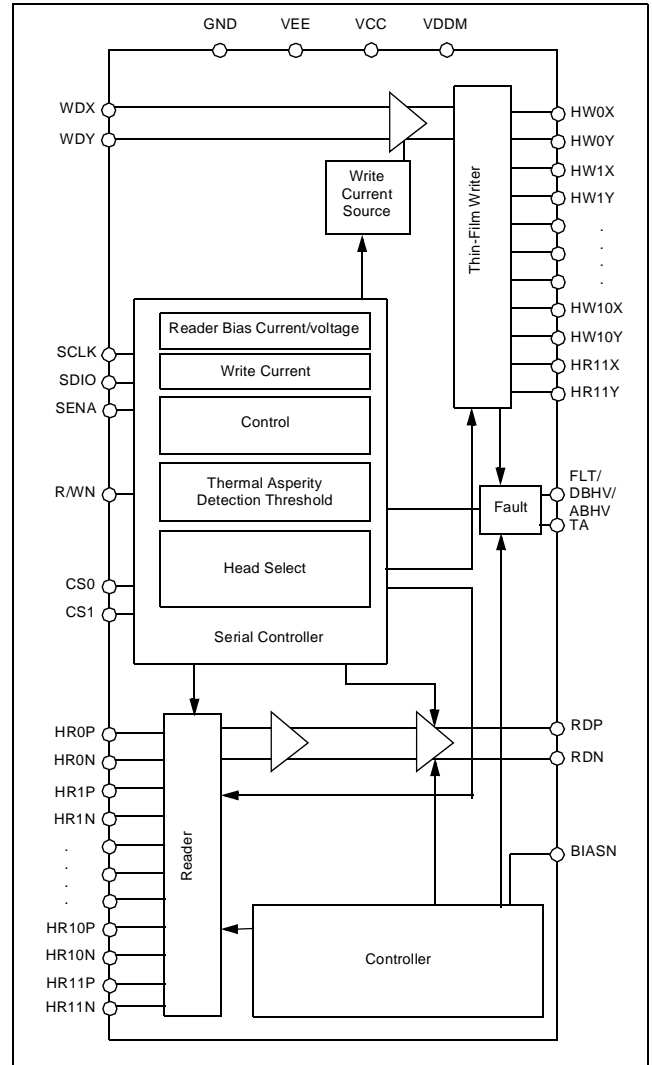 GND VEE VCC VDDM
WDX
WDY
Write
Current
Source
Thin-Film Writer
HW0X
HW0Y
HW1X
HW1Y
.
.
.
HW10X
HW10Y
HR11X
HR11Y
Reader Bias Current/voltage
Write Current
Control
Thermal Asperity
Detection Threshold
Head Select
Serial Controller
SCLK
SDIO
SENA
R/WN
CS0
CS1
Fault
FLT/
DBHV/
ABHV
TA
HR0P
HR0N
HR1P
HR1N
.
.
.
HR10P
HR10N
HR11P
HR11N
Reader
RDP
RDN
BIASN
Controller